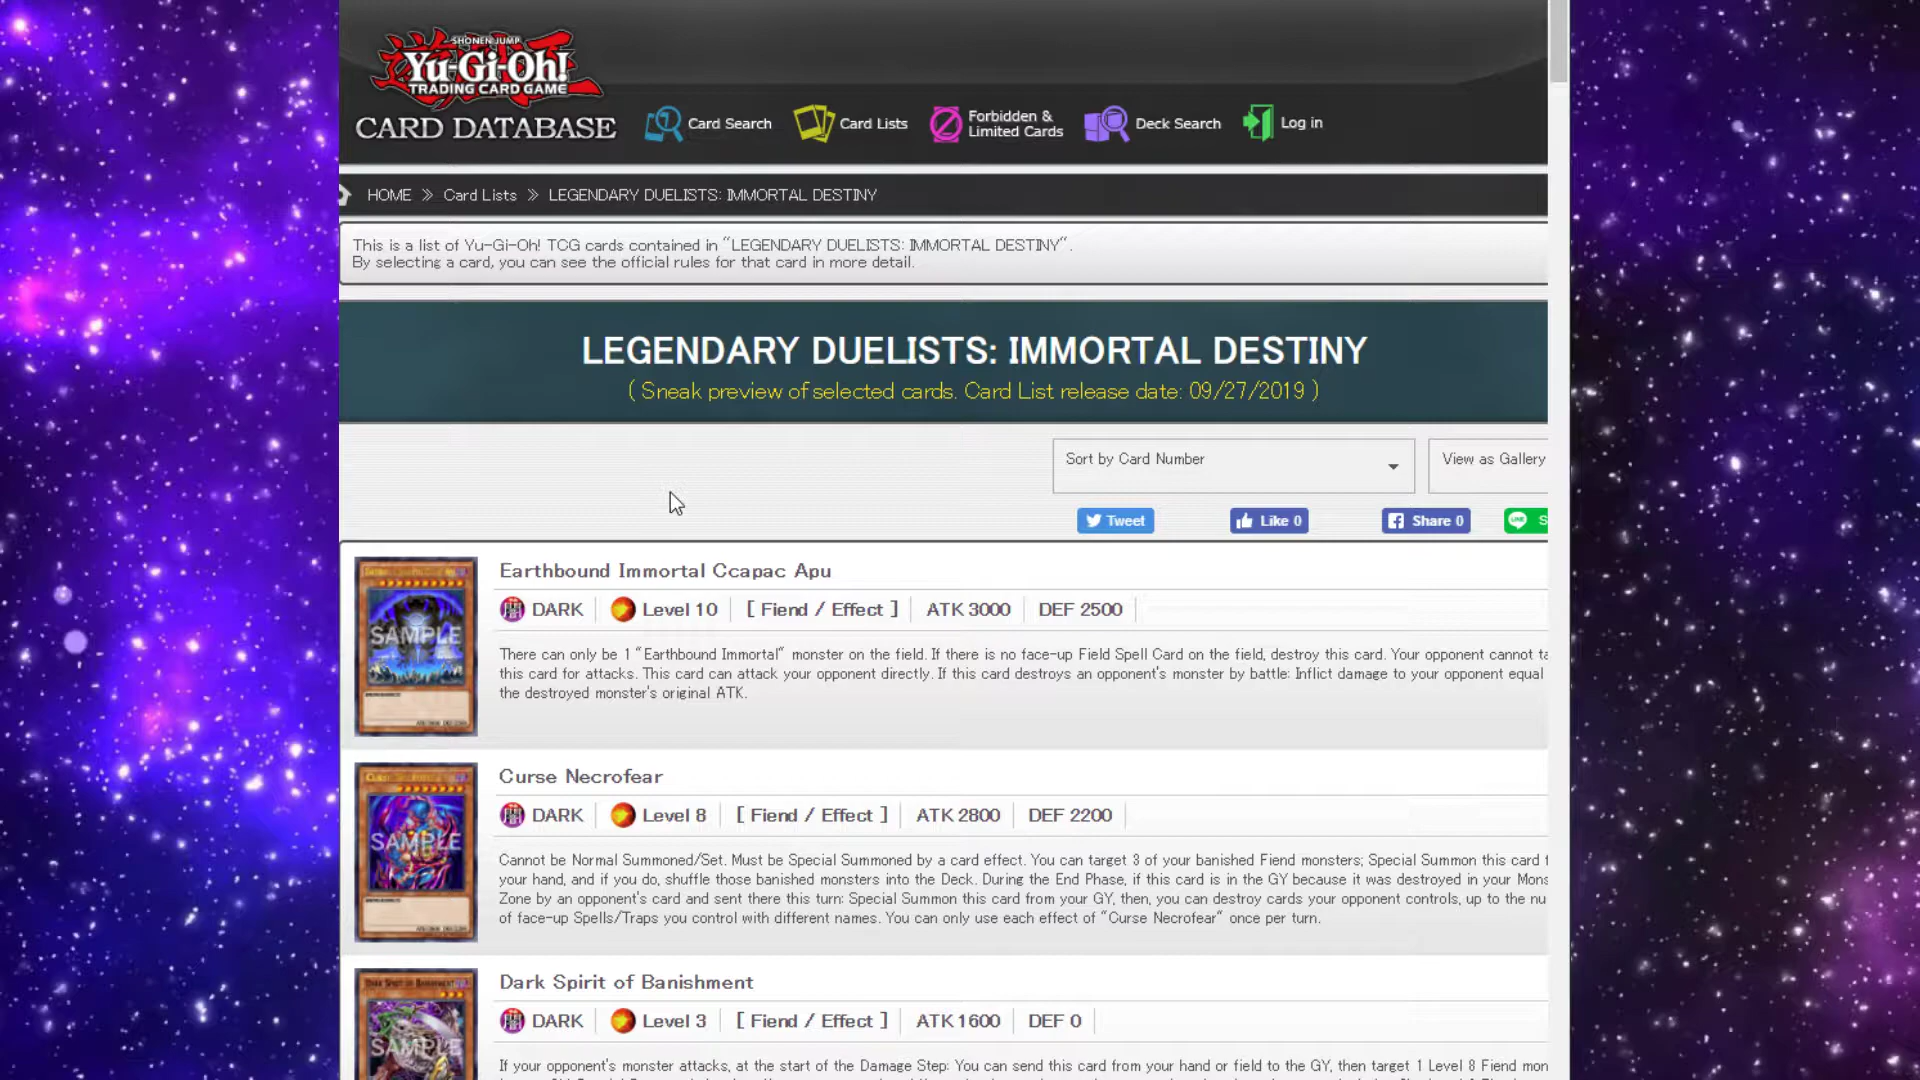 SHONEN JUMP
Yu-Gi-Oh!
TRADING CARD GAME
CARD DATABASE
Card Search
Card Lists
Forbidden &
Limited Cards
Deck Search
Log in
HOME » Card Lists » LEGENDARY DUELISTS: IMMORTAL DESTINY
This is a list of Yu-Gi-Oh! TCG cards contained in "LEGENDARY DUELISTS: IMMORTAL DESTINY".
By selecting a card, you can see the official rules for that card in more detail.
LEGENDARY DUELISTS: IMMORTAL DESTINY
( Sneak preview of selected cards. Card List release date: 09/27/2019 )
Sort by Card Number
View as Gallery
Tweet
Like 0
Share 0
S
Earthbound Immortal Ccapac Apu
SAMPLE
闇 DARK Level 10 [ Fiend / Effect ] ATK 3000 DEF 2500
There can only be 1 "Earthbound Immortal" monster on the field. If there is no face-up Field Spell Card on the field, destroy this card. Your opponent cannot ta
this card for attacks. This card can attack your opponent directly. If this card destroys an opponent's monster by battle: Inflict damage to your opponent equal
the destroyed monster's original ATK.
Curse Necrofear
SAMPLE
闇 DARK Level 8 [ Fiend / Effect ] ATK 2800 DEF 2200
Cannot be Normal Summoned/Set. Must be Special Summoned by a card effect. You can target 3 of your banished Fiend monsters; Special Summon this card f
your hand, and if you do, shuffle those banished monsters into the Deck. During the End Phase, if this card is in the GY because it was destroyed in your Mons
Zone by an opponent's card and sent there this turn: Special Summon this card from your GY, then, you can destroy cards your opponent controls, up to the nu
of face-up Spells/Traps you control with different names. You can only use each effect of "Curse Necrofear" once per turn.
Dark Spirit of Banishment
SAMPLE
闇 DARK Level 3 [ Fiend / Effect ] ATK 1600 DEF 0
If your opponent's monster attacks, at the start of the Damage Step: You can send this card from your hand or field to the GY, then target 1 Level 8 Fiend mon